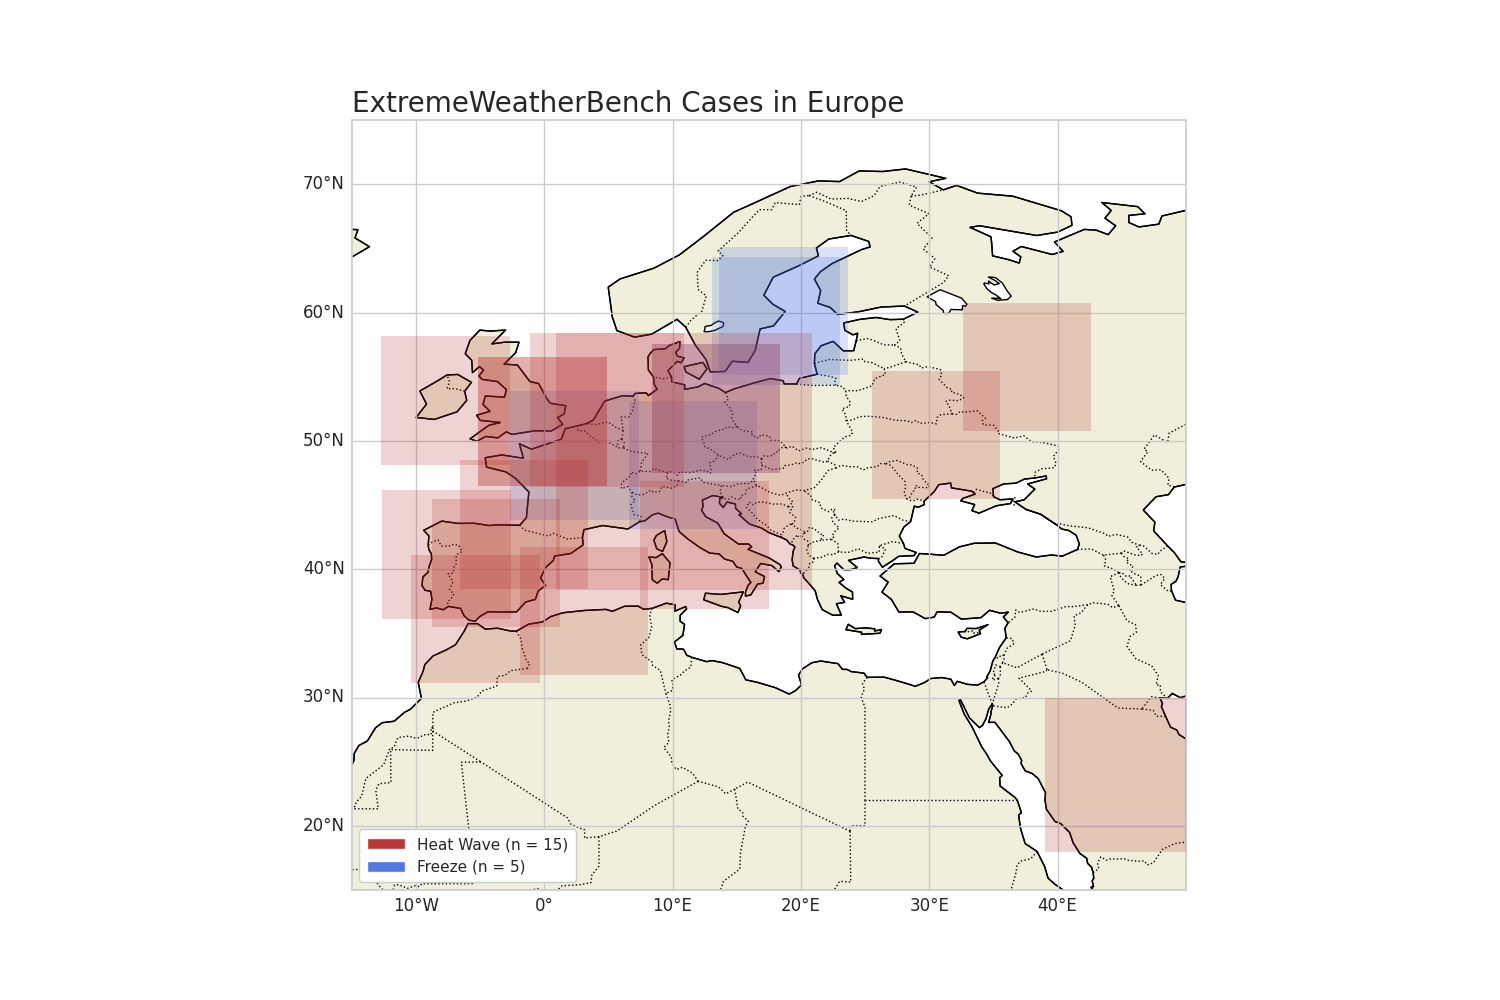 ExtremeWeatherBench Cases in Europe
70°N
60°N
50°N
40°N
30°N
20°N
Heat Wave (n = 15)
Freeze (n = 5)
10°W 0° 10°E 20°E 30°E 40°E